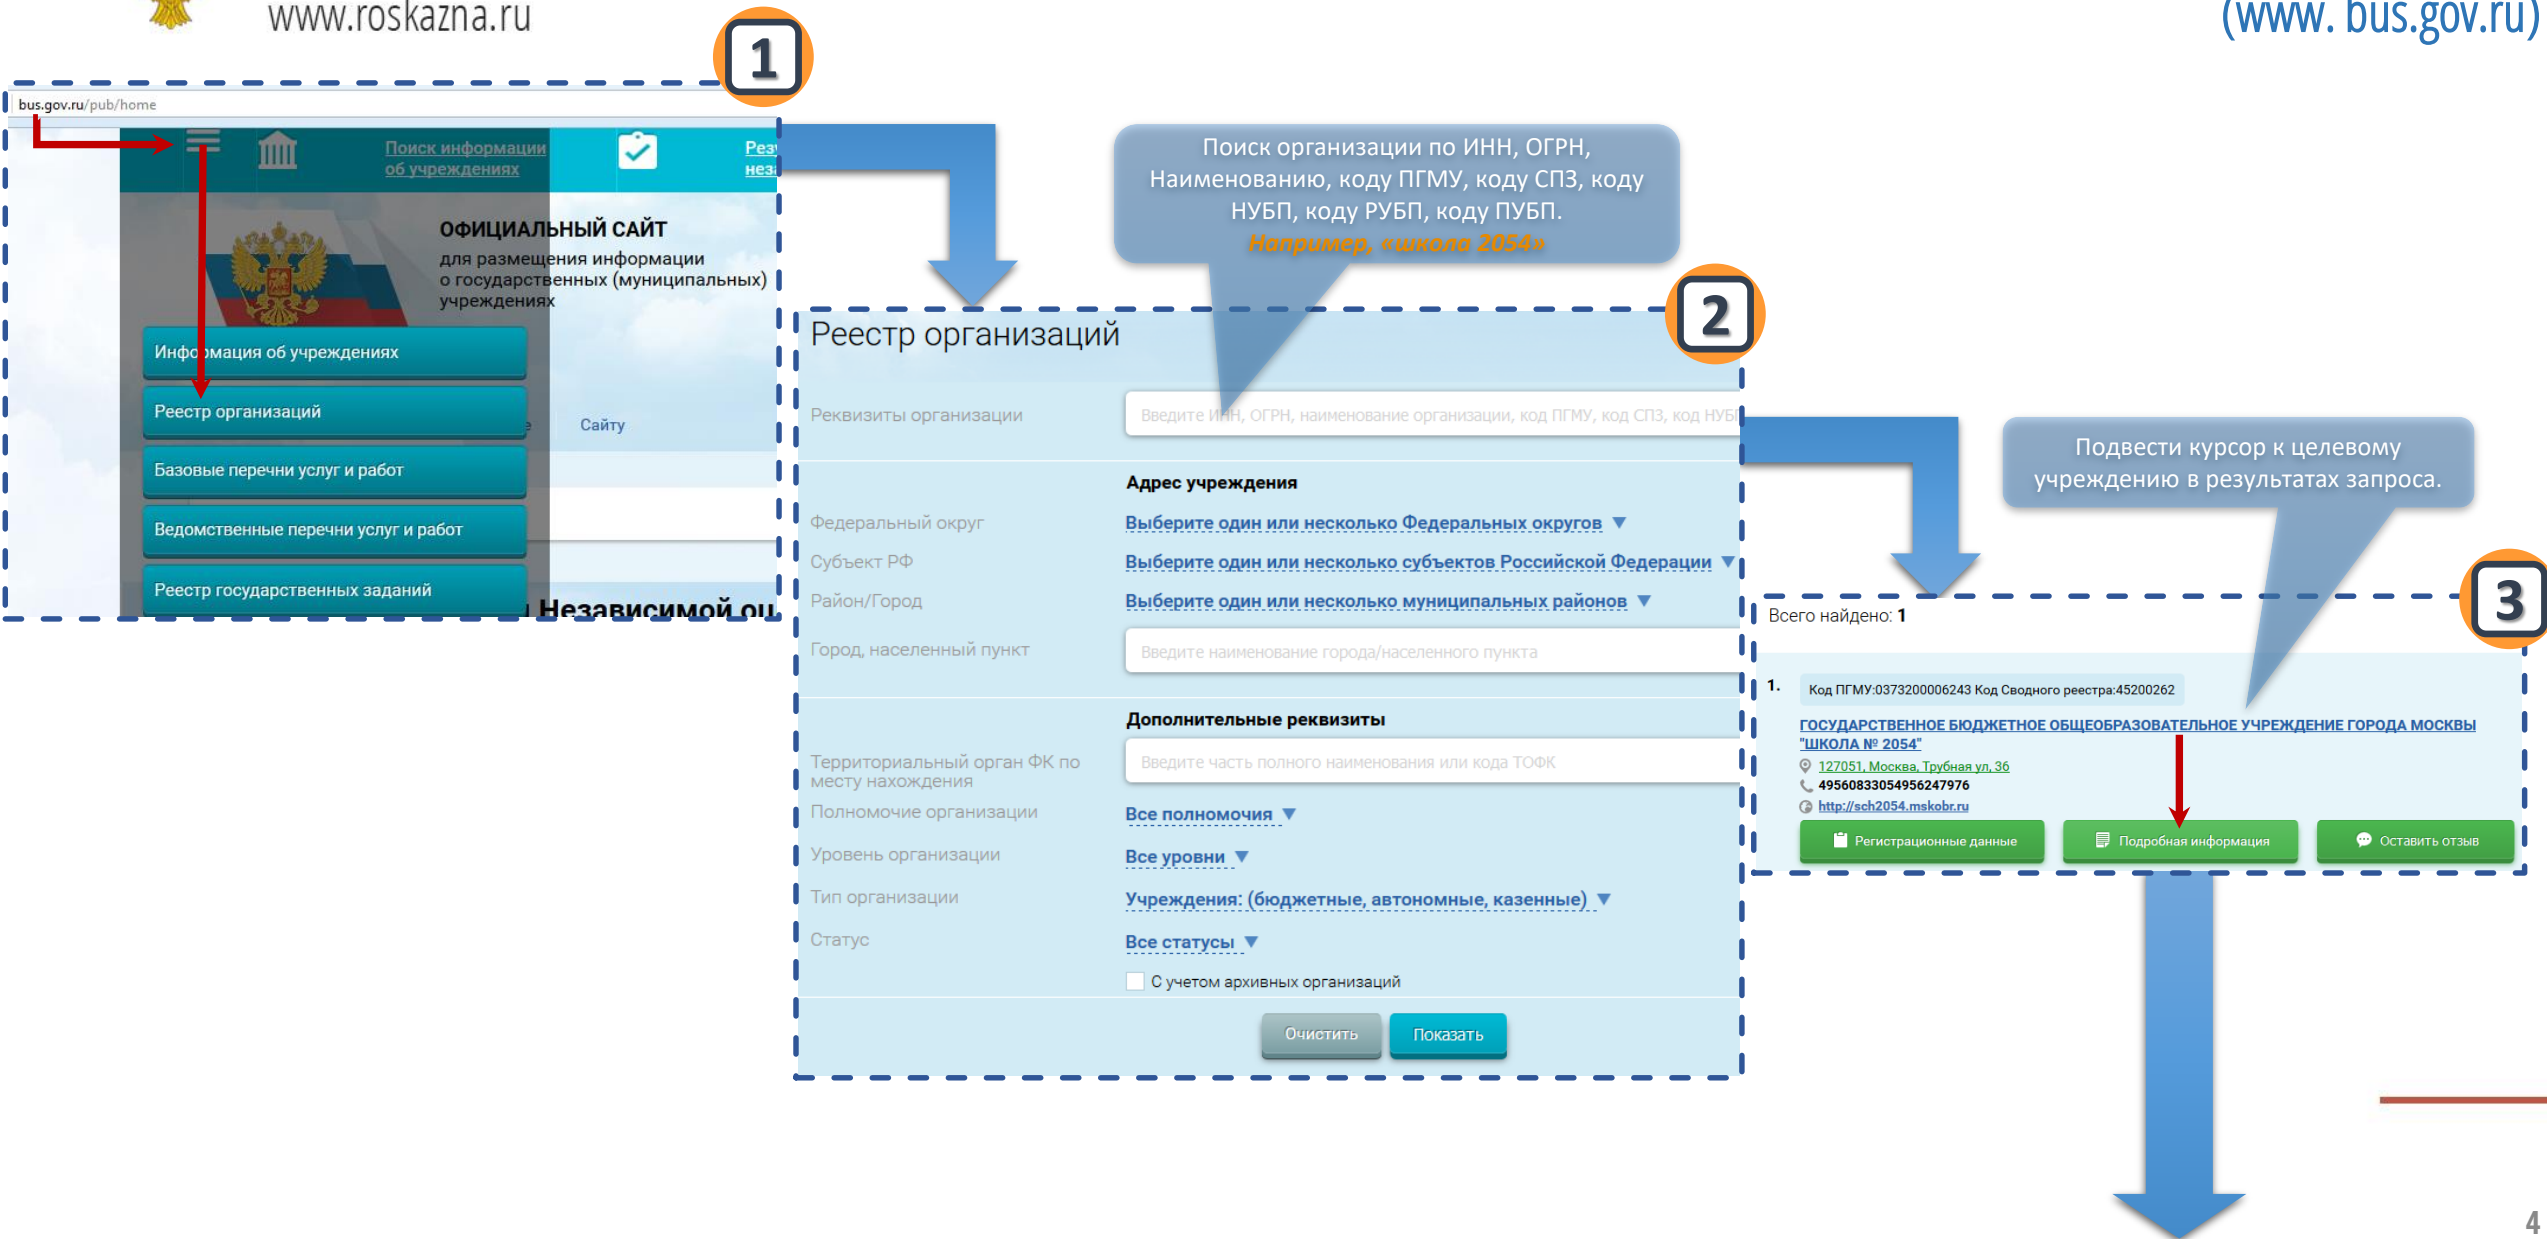 www.roskazna.ru
(www. bus.gov.ru)
1
bus.gov.ru/pub/home
Поиск информации
об учреждениях
ОФИЦИАЛЬНЫЙ САЙТ
для размещения информации
о государственных (муниципальных)
учреждениях
Информация об учреждениях
Реестр организаций
Базовые перечни услуг и работ
Ведомственные перечни услуг и работ
Реестр государственных заданий
Сайту
Независимой
Поиск организации по ИНН, ОГРН,
Наименованию, коду ПГМУ, коду СПЗ, коду
НУБП, коду РУБП, коду ПУБП.
Например, «школа 2054»
2
Реестр организаций
Реквизиты организации
Введите ИНН, ОГРН, наименование организации, код ПГМУ, код СПЗ, код
Адрес учреждения
Федеральный округ
Выберите один или несколько Федеральных округов
Субъект РФ
Выберите один или несколько субъектов Российской Федерации
Район/Город
Выберите один или несколько муниципальных районов
Город, населенный пункт
Введите наименование города/населенного пункта
Дополнительные реквизиты
Территориальный орган ФК по
месту нахождения
Введите часть полного наименования или кода ТОФК
Полномочие организации
Все полномочия
Уровень организации
Все уровни
Тип организации
Учреждения: (бюджетные, автономные, казенные)
Статус
Все статусы
С учетом архивных организаций
Очистить
Показать
Подвести курсор к целевому
учреждению в результатах запроса.
3
Всего найдено: 1
1.
Код ПГМУ:0373200006243 Код Сводного реестра:45200262
ГОСУДАРСТВЕННОЕ БЮДЖЕТНОЕ ОБЩЕОБРАЗОВАТЕЛЬНОЕ УЧРЕЖДЕНИЕ ГОРОДА МОСКВЫ
"ШКОЛА № 2054"
127051, Москва, Трубная ул, 36
49560833054956247976
http://sch2054.mskobr.ru
Регистрационные данные
Подробная информация
Оставить отзыв
4